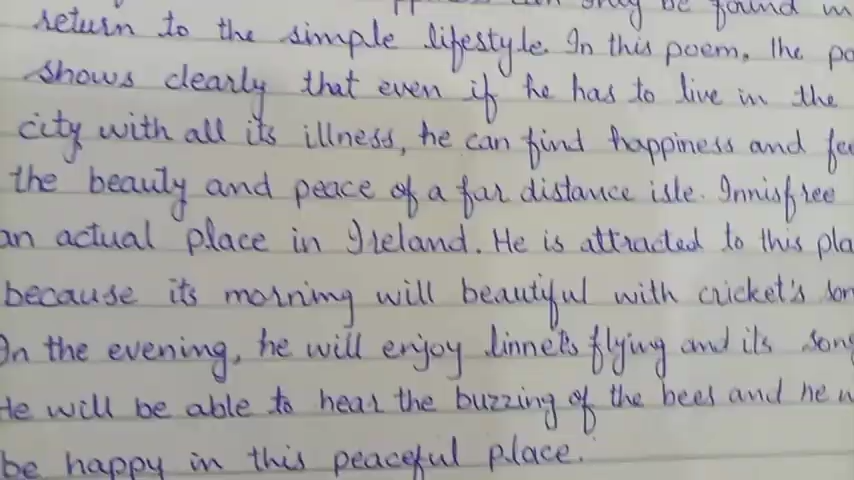 be found
return to the simple lifestyle. In this poem, the
shows clearly that even if he has to live in the
city with all its illness, he can find happiness and
the beauty and peace of a far distance isle. Innisfree
an actual place in Ireland. He is attracted to this
because its morning will beautiful with cricket's
In the evening, he will enjoy linnets flying and its
He will be able to hear the buzzing of the bees and he
be happy in this peaceful place.